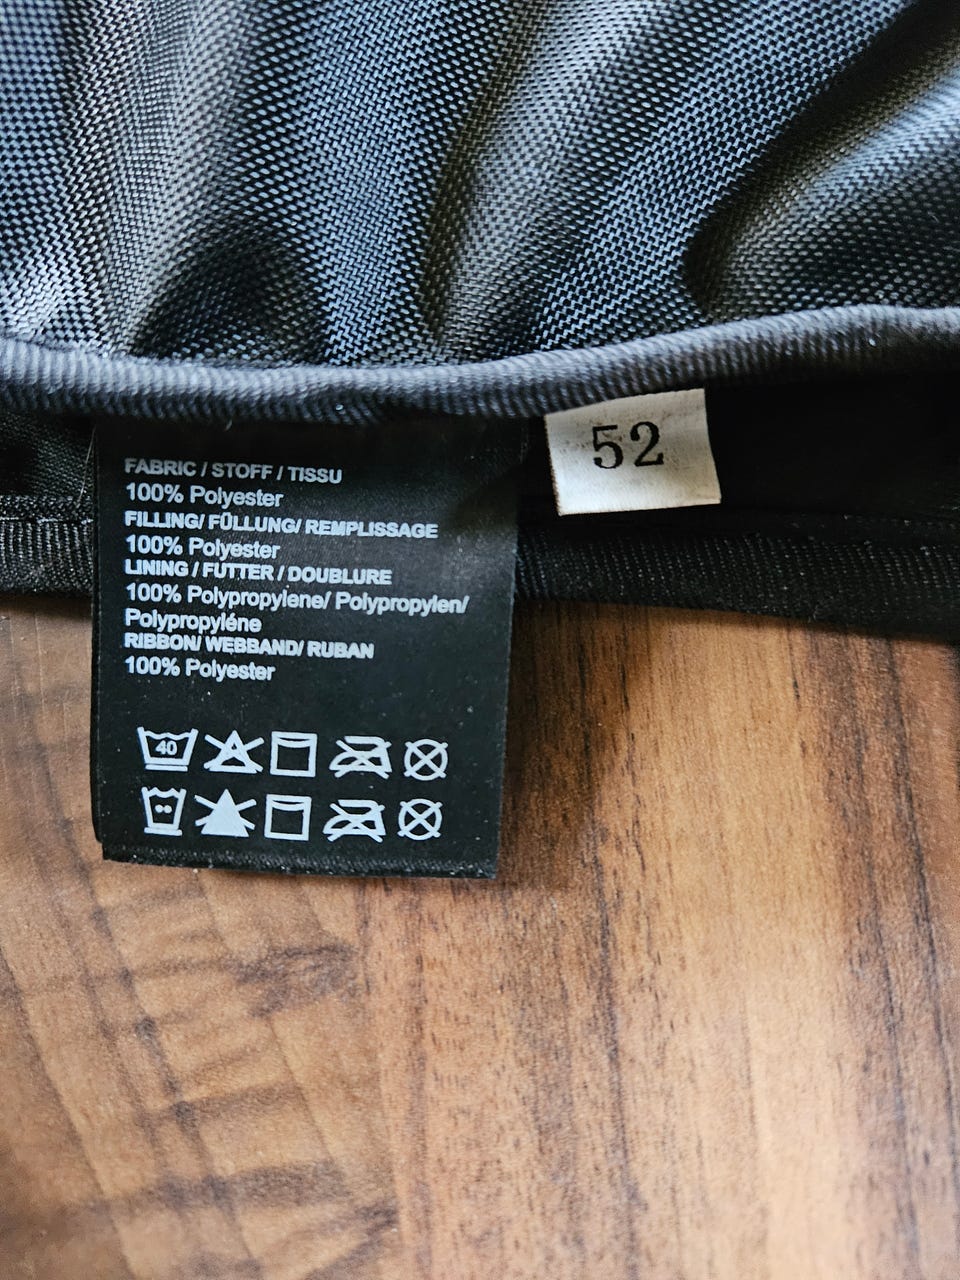 FABRIC / STOFF / TISSU
100% Polyester
FILLING/ FÜLLUNG/ REMPLISSAGE
100% Polyester
LINING / FUTTER / DOUBLURE
100% Polypropylene/ Polypropylen/
Polypropyléne
RIBBON/ WEBBAND/ RUBAN
100% Polyester
40
52